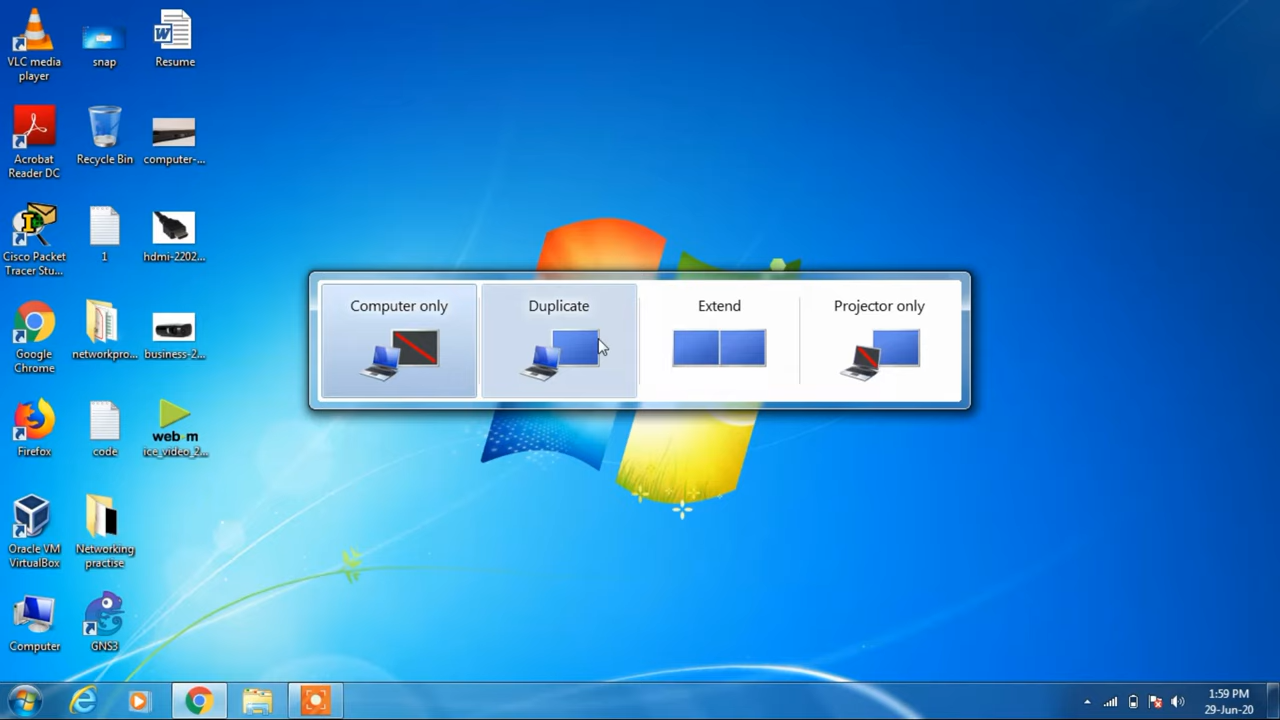 VLC media
player
snap
Resume
Acrobat
Reader DC
Recycle Bin
computer-...
Cisco Packet
Tracer Stu...
1
hdmi-2202...
Google
Chrome
networkpro...
business-2...
Firefox
code
web m
ice_video_2...
Oracle VM
VirtualBox
Networking
practise
Computer
GNS3
Computer only
Duplicate
Extend
Projector only
1:59 PM
29-Jun-20